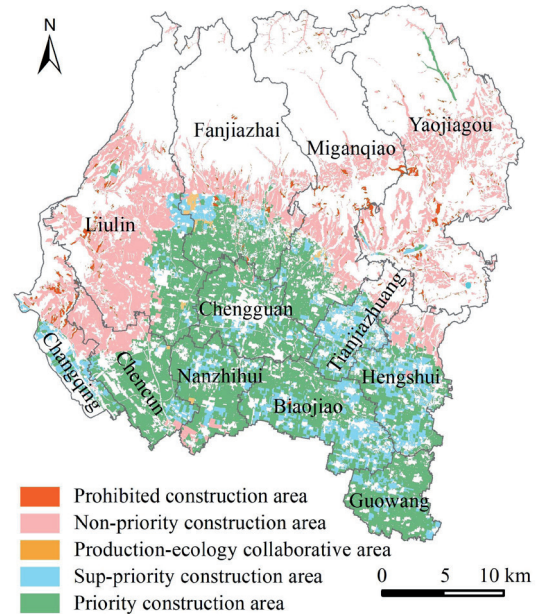 N
Fanjiazhai
Yaojiagou
Miganqiao
Liulin
Chengguan
Tianjiazhuang
Changqing
Chencun
Nanzhihui
Hengshui
Biaojiao
Guowang
Prohibited construction area
Non-priority construction area
Production-ecology collaborative area
Sup-priority construction area
Priority construction area
0 5 10 km